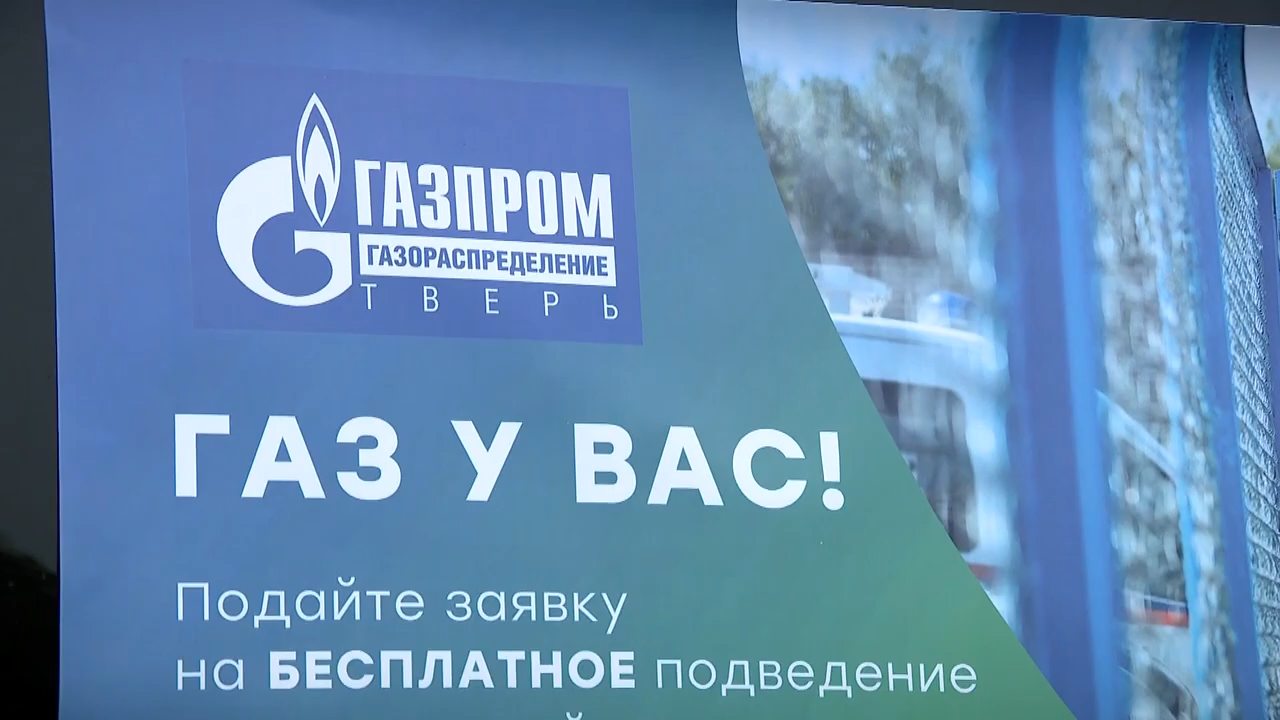 ГАЗПРОМ
ГАЗОРАСПРЕДЕЛЕНИЕ
ТВЕРЬ
ГАЗ У ВАС!
Подайте заявку
на БЕСПЛАТНОЕ подведение